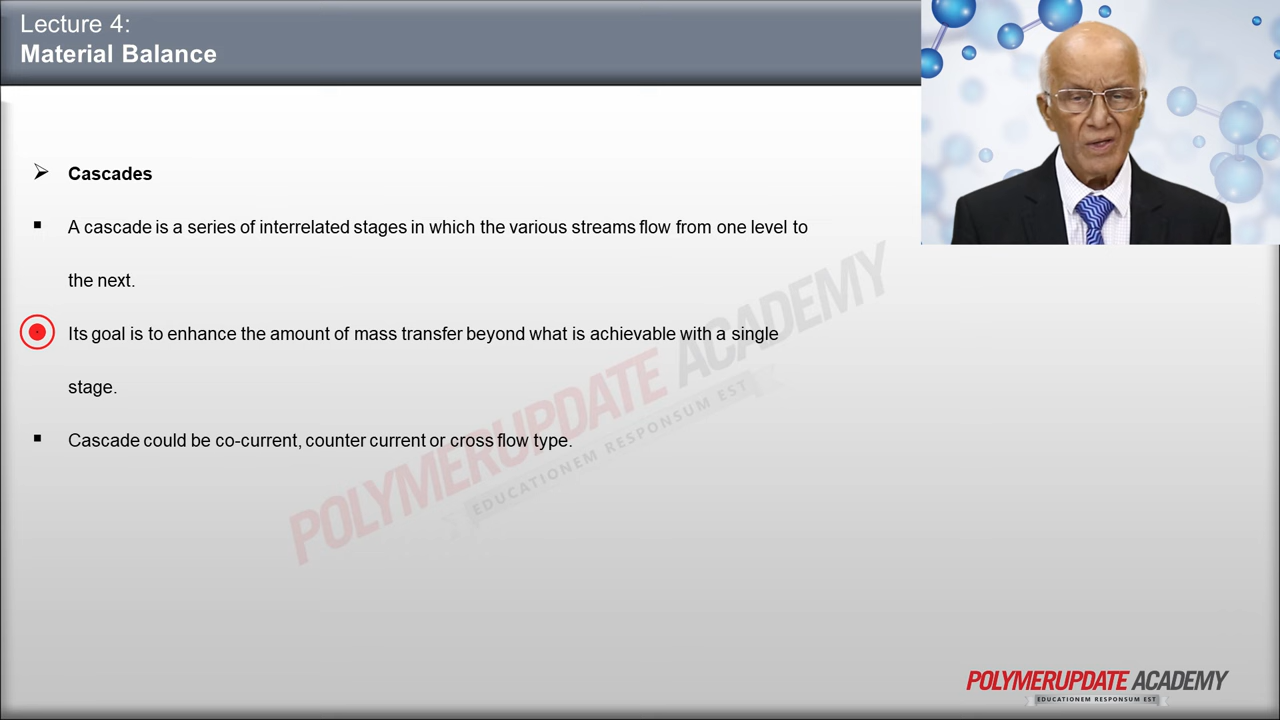 Lecture 4:
Material Balance
Cascades
A cascade is a series of interrelated stages in which the various streams flow from one level to
the next.
Its goal is to enhance the amount of mass transfer beyond what is achievable with a single
stage.
Cascade could be co-current, counter current or cross flow type.
POLYMERUPDATE ACADEMY
EDUCATIONEM RESPONSUM EST
POLYMERUPDATE ACADEMY
EDUCATIONEM RESPONSUM EST